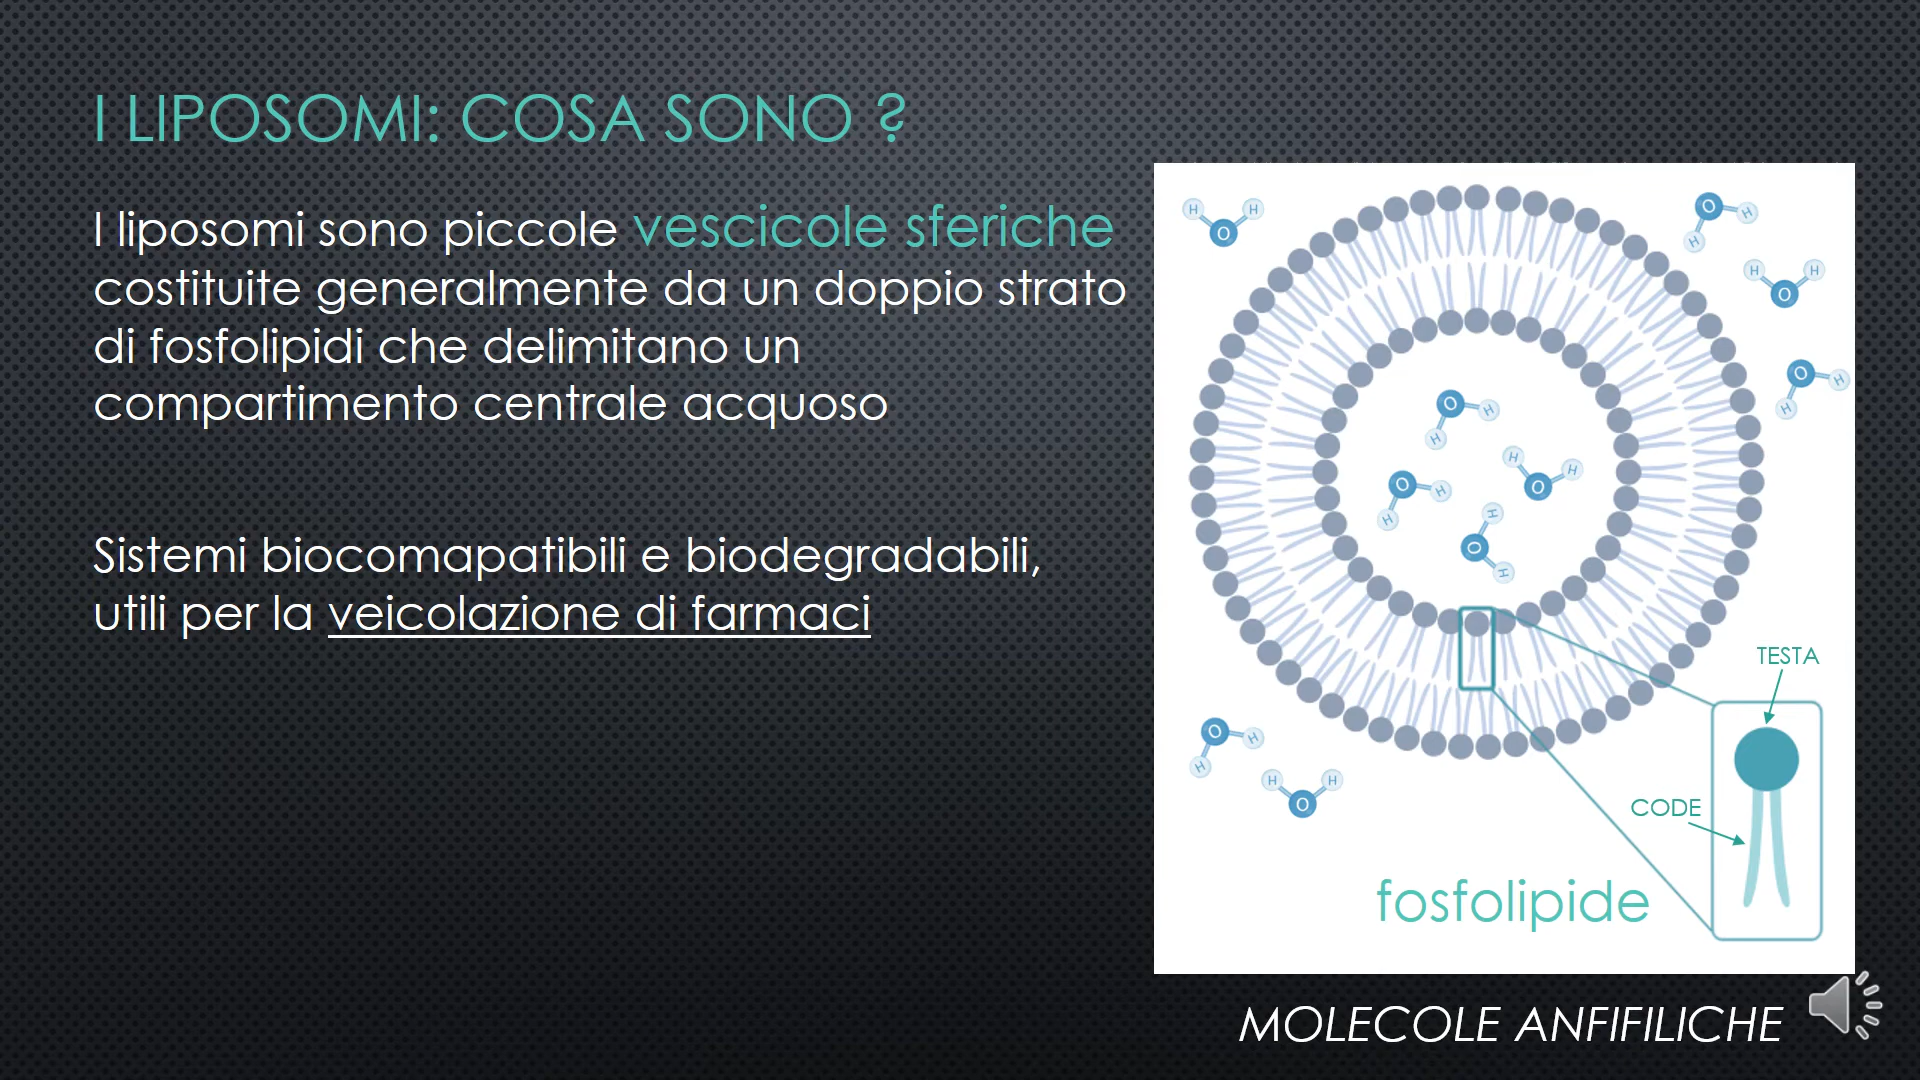 I LIPOSOMI: COSA SONO ?
I liposomi sono piccole vescicole sferiche
costituite generalmente da un doppio strato
di fosfolipidi che delimitano un
compartimento centrale acquoso
Sistemi biocomapatibili e biodegradabili,
utili per la veicolazione di farmaci
H H O
O H H
H H O
O H H
O H H
H H O
O H H
H O H
O H H
H H O
TESTA
CODE
fosfolipide
MOLECOLE ANFIFILICHE